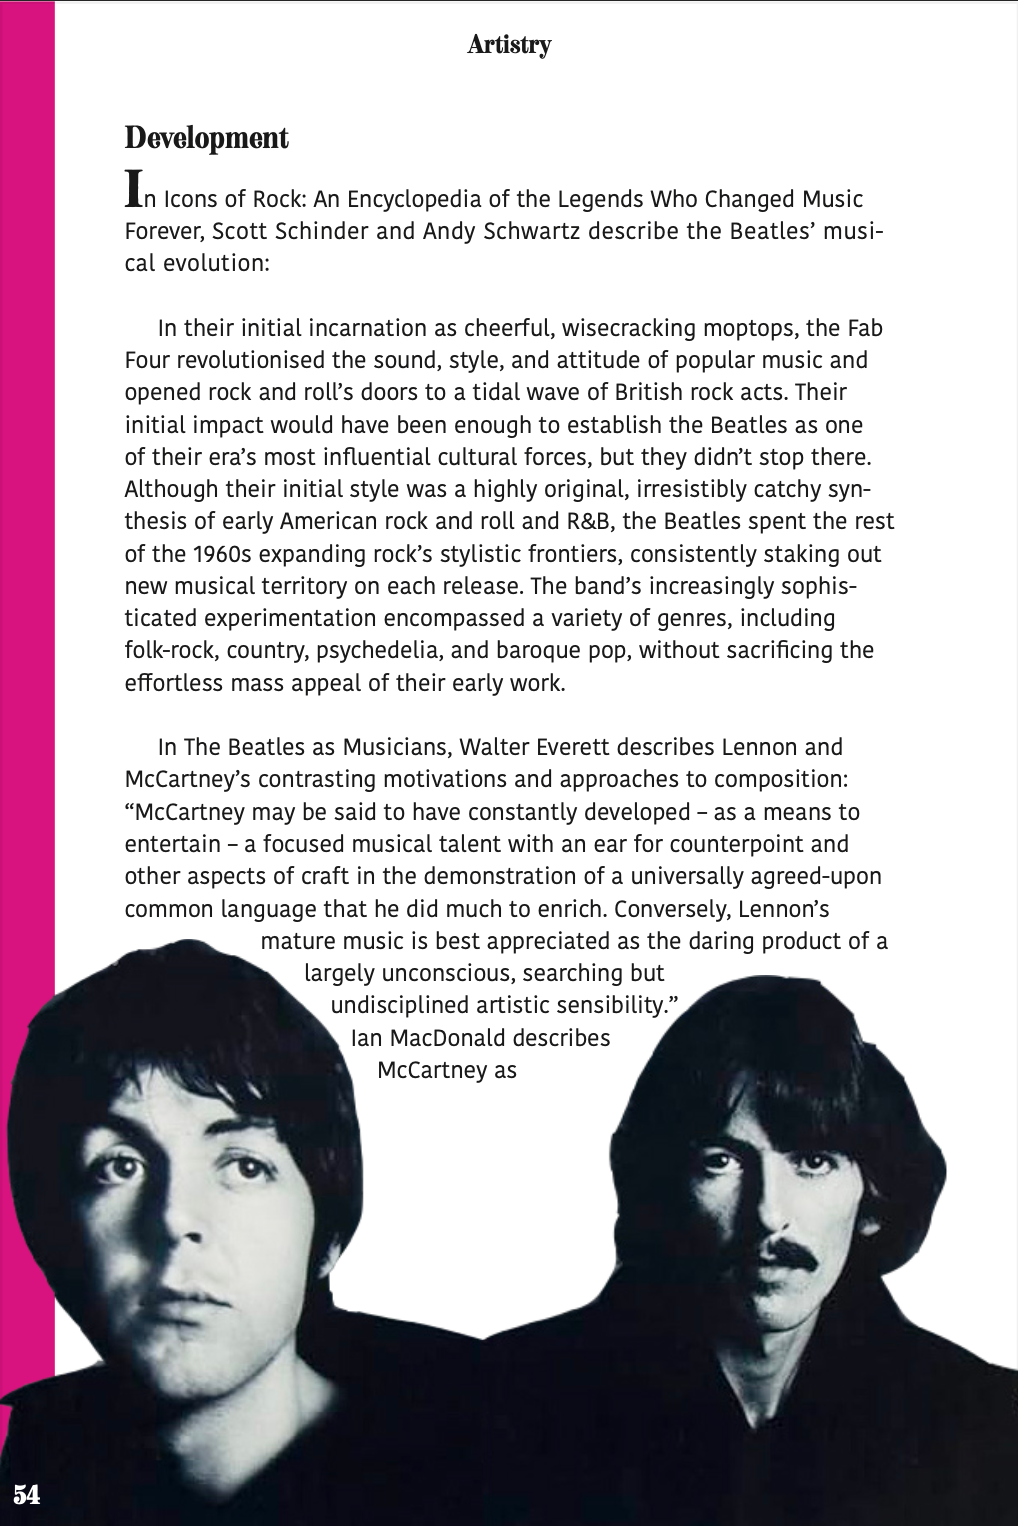 Artistry
Development
In Icons of Rock: An Encyclopedia of the Legends Who Changed Music
Forever, Scott Schinder and Andy Schwartz describe the Beatles’ musi-
cal evolution:
In their initial incarnation as cheerful, wisecracking moptops, the Fab
Four revolutionised the sound, style, and attitude of popular music and
opened rock and roll’s doors to a tidal wave of British rock acts. Their
initial impact would have been enough to establish the Beatles as one
of their era’s most influential cultural forces, but they didn’t stop there.
Although their initial style was a highly original, irresistibly catchy syn-
thesis of early American rock and roll and R&B, the Beatles spent the rest
of the 1960s expanding rock’s stylistic frontiers, consistently staking out
new musical territory on each release. The band’s increasingly sophis-
ticated experimentation encompassed a variety of genres, including
folk-rock, country, psychedelia, and baroque pop, without sacrificing the
effortless mass appeal of their early work.
In The Beatles as Musicians, Walter Everett describes Lennon and
McCartney’s contrasting motivations and approaches to composition:
“McCartney may be said to have constantly developed – as a means to
entertain – a focused musical talent with an ear for counterpoint and
other aspects of craft in the demonstration of a universally agreed-upon
common language that he did much to enrich. Conversely, Lennon’s
mature music is best appreciated as the daring product of a
largely unconscious, searching but
undisciplined artistic sensibility.”
Ian MacDonald describes
McCartney as
54